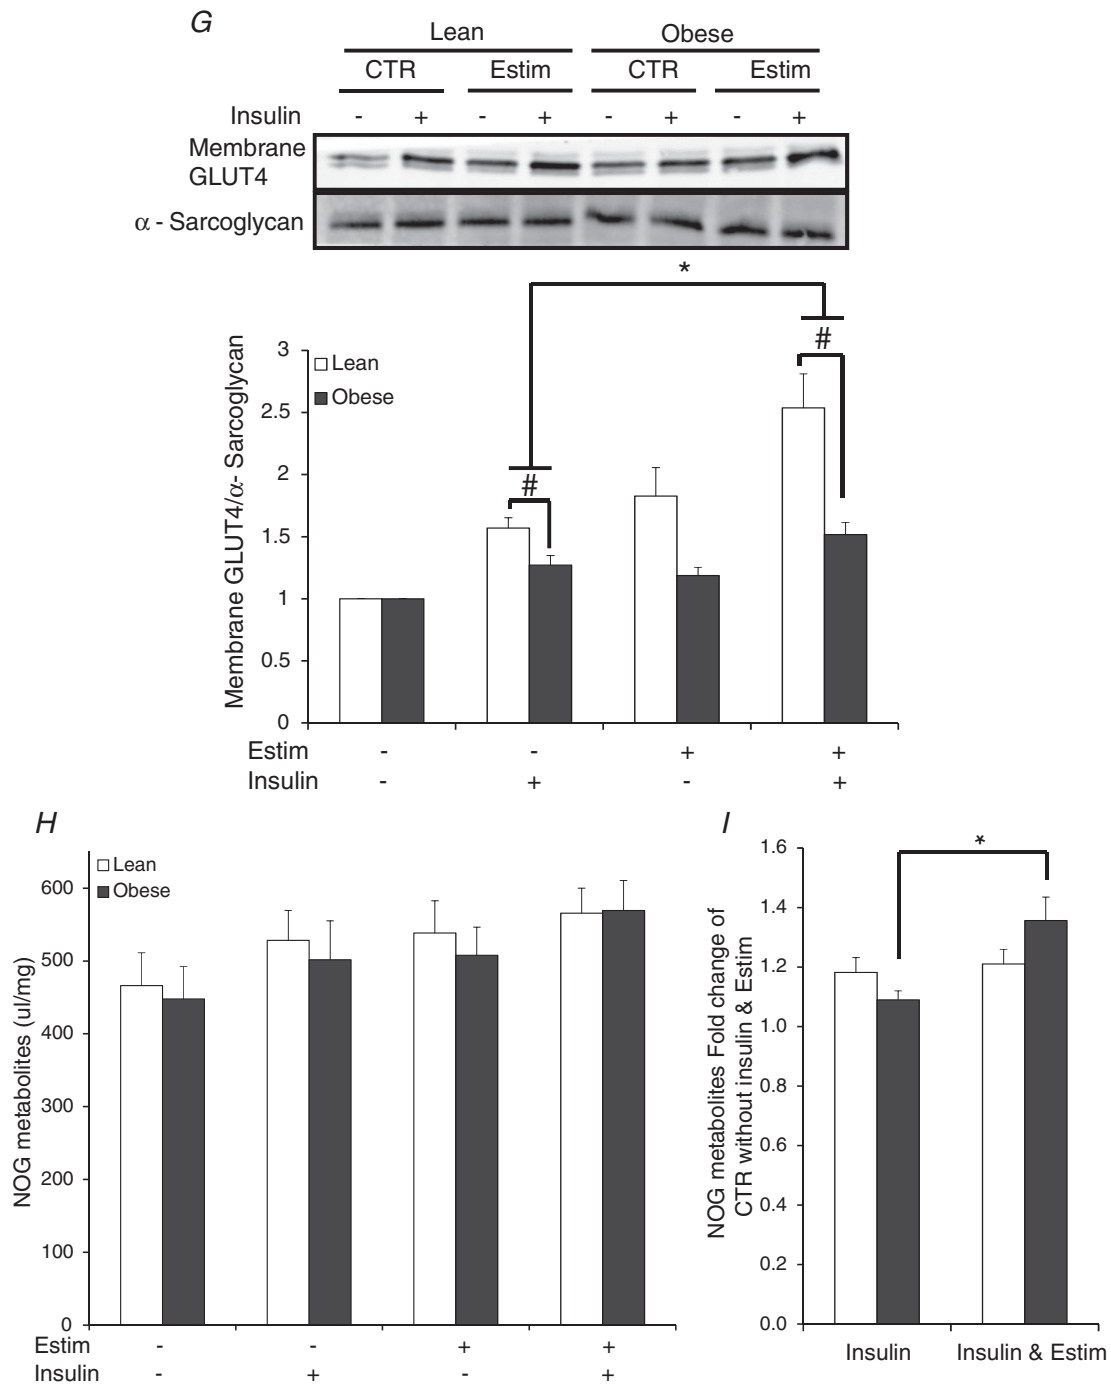 G
Lean Obese
CTR Estim CTR Estim
Insulin - + - + - + - +
Membrane
GLUT4
α - Sarcoglycan
*
#
#
Membrane GLUT4/α- Sarcoglycan
3
2.5
2
1.5
1
0.5
0
Lean
Obese
Estim - - + +
Insulin - + - +
H
NOG metabolites (ul/mg)
600
500
400
300
200
100
0
Lean
Obese
Estim - - + +
Insulin - + - +
I
NOG metabolites Fold change of
CTR without insulin & Estim
1.6
1.4
1.2
1.0
0.8
0.6
0.4
0.2
0.0
*
Insulin Insulin & Estim